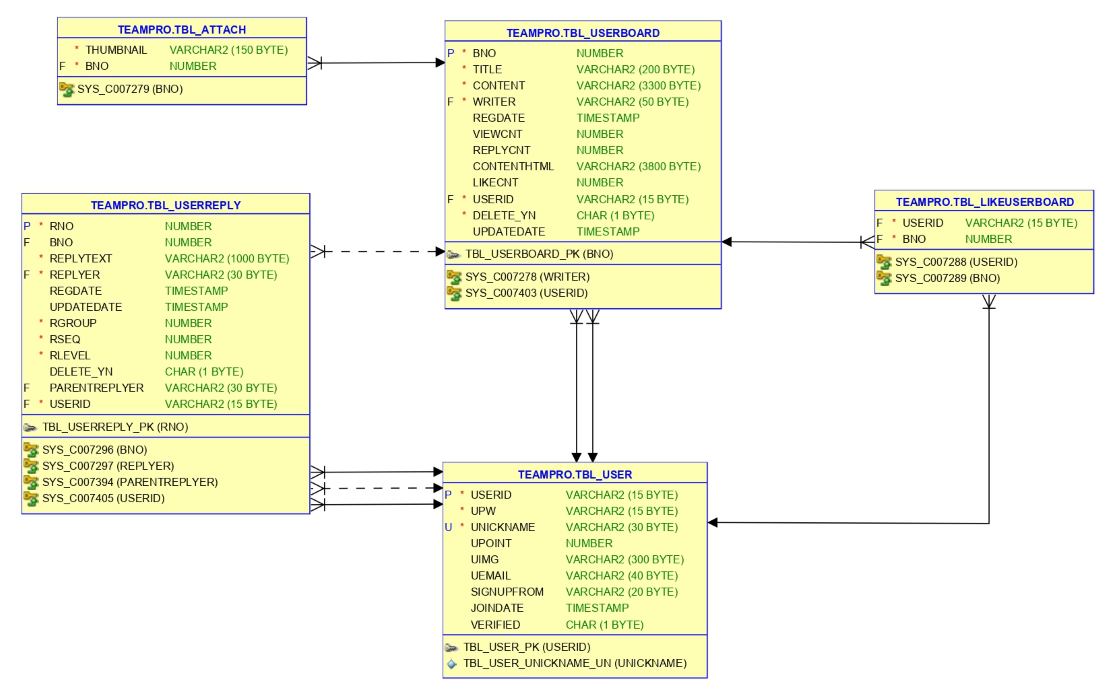 TEAMPRO.TBL_ATTACH
* THUMBNAIL VARCHAR2 (150 BYTE)
F * BNO NUMBER
SYS_C007279 (BNO)
TEAMPRO.TBL_USERBOARD
P * BNO NUMBER
* TITLE VARCHAR2 (200 BYTE)
* CONTENT VARCHAR2 (3300 BYTE)
F * WRITER VARCHAR2 (50 BYTE)
REGDATE TIMESTAMP
VIEWCNT NUMBER
REPLYCNT NUMBER
CONTENTHTML VARCHAR2 (3800 BYTE)
LIKECNT NUMBER
F * USERID VARCHAR2 (15 BYTE)
* DELETE_YN CHAR (1 BYTE)
UPDATEDATE TIMESTAMP
TBL_USERBOARD_PK (BNO)
SYS_C007278 (WRITER)
SYS_C007403 (USERID)
TEAMPRO.TBL_USERREPLY
P * RNO NUMBER
F BNO NUMBER
* REPLYTEXT VARCHAR2 (1000 BYTE)
F * REPLYER VARCHAR2 (30 BYTE)
REGDATE TIMESTAMP
UPDATEDATE TIMESTAMP
* RGROUP NUMBER
* RSEQ NUMBER
* RLEVEL NUMBER
DELETE_YN CHAR (1 BYTE)
F PARENTREPLYER VARCHAR2 (30 BYTE)
F * USERID VARCHAR2 (15 BYTE)
TBL_USERREPLY_PK (RNO)
SYS_C007296 (BNO)
SYS_C007297 (REPLYER)
SYS_C007394 (PARENTREPLYER)
SYS_C007405 (USERID)
TEAMPRO.TBL_LIKEUSERBOARD
F * USERID VARCHAR2 (15 BYTE)
F * BNO NUMBER
SYS_C007288 (USERID)
SYS_C007289 (BNO)
TEAMPRO.TBL_USER
P * USERID VARCHAR2 (15 BYTE)
* UPW VARCHAR2 (15 BYTE)
U * UNICKNAME VARCHAR2 (30 BYTE)
UPOINT NUMBER
UIMG VARCHAR2 (300 BYTE)
UEMAIL VARCHAR2 (40 BYTE)
SIGNUPFROM VARCHAR2 (20 BYTE)
JOINDATE TIMESTAMP
VERIFIED CHAR (1 BYTE)
TBL_USER_PK (USERID)
TBL_USER_UNICKNAME_UN (UNICKNAME)